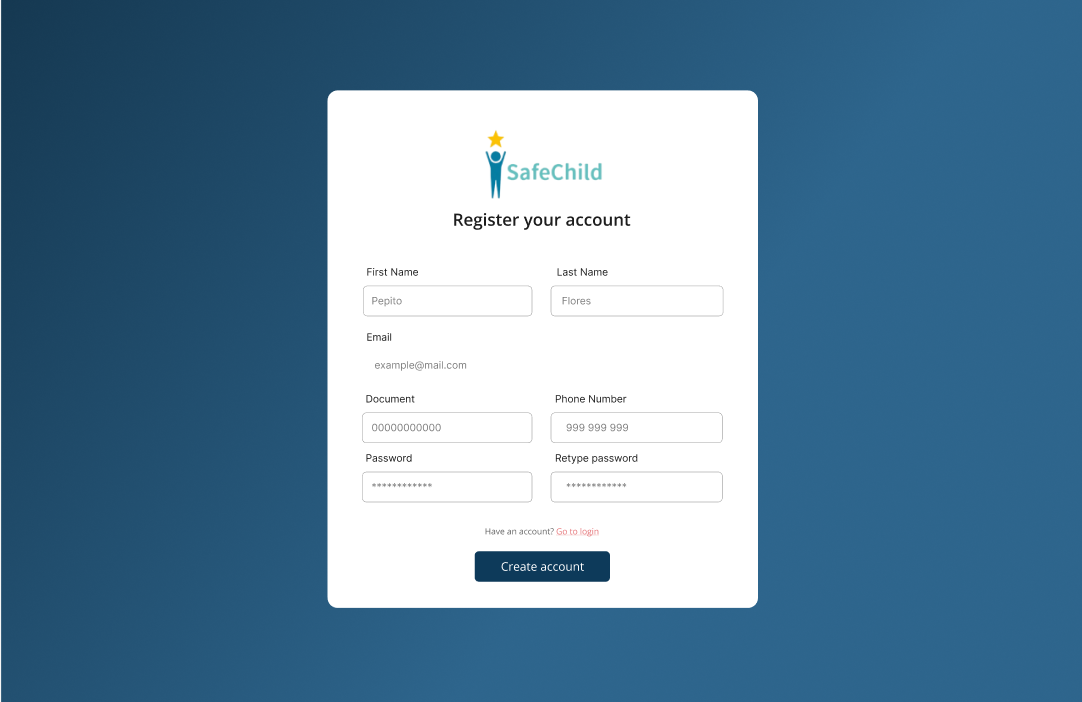 SafeChild
Register your account
First Name Last Name
Pepito Flores
Email
example@mail.com
Document Phone Number
00000000000 999 999 999
Password Retype password
************ ************
Have an account? Go to login
Create account